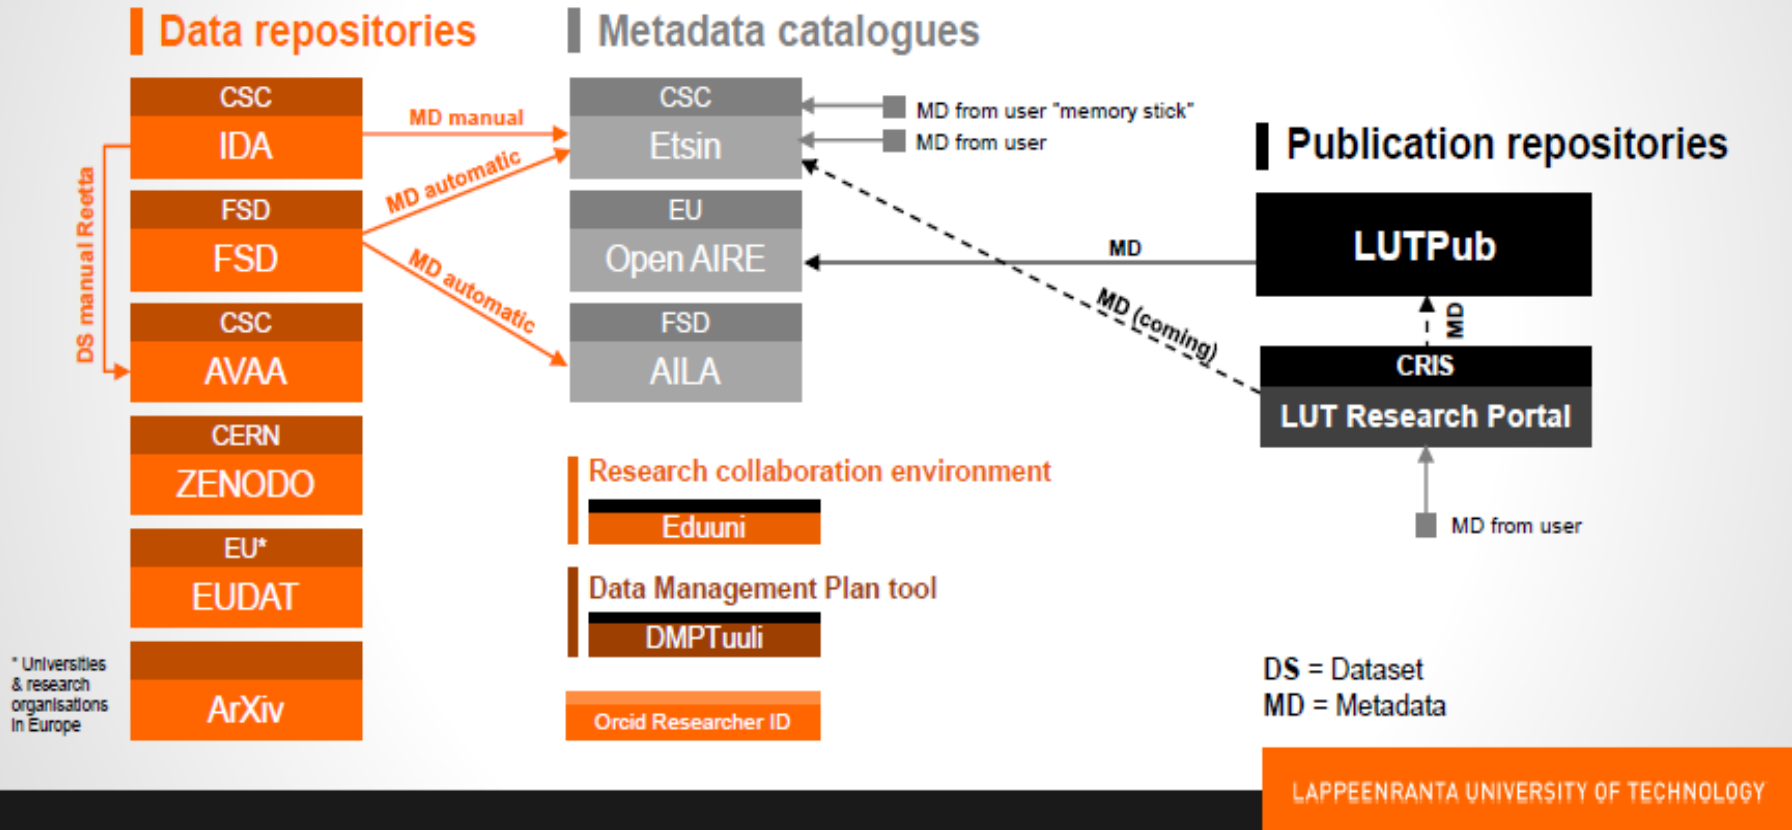 Data repositories
Metadata catalogues
Publication repositories
CSC
IDA
FSD
FSD
CSC
AVAA
CERN
ZENODO
EU*
EUDAT
ArXiv
* Universities
& research
organisations
in Europe
DS manual Reetta
MD manual
MD automatic
MD automatic
CSC
Etsin
EU
Open AIRE
FSD
AILA
MD from user "memory stick"
MD from user
MD
MD (coming)
LUTPub
MD
CRIS
LUT Research Portal
MD from user
Research collaboration environment
Eduuni
Data Management Plan tool
DMPTuuli
Orcid Researcher ID
DS = Dataset
MD = Metadata
LAPPEENRANTA UNIVERSITY OF TECHNOLOGY